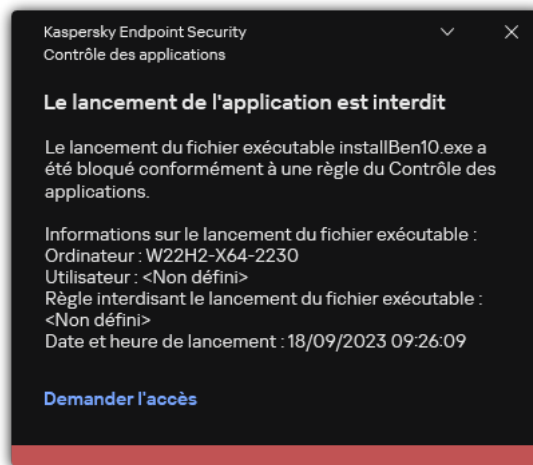 Kaspersky Endpoint Security
Contrôle des applications
Le lancement de l'application est interdit
Le lancement du fichier exécutable installBen10.exe a
été bloqué conformément à une règle du Contrôle des
applications.
Informations sur le lancement du fichier exécutable :
Ordinateur : W22H2-X64-2230
Utilisateur : <Non défini>
Règle interdisant le lancement du fichier exécutable :
<Non défini>
Date et heure de lancement : 18/09/2023 09:26:09
Demander l'accès